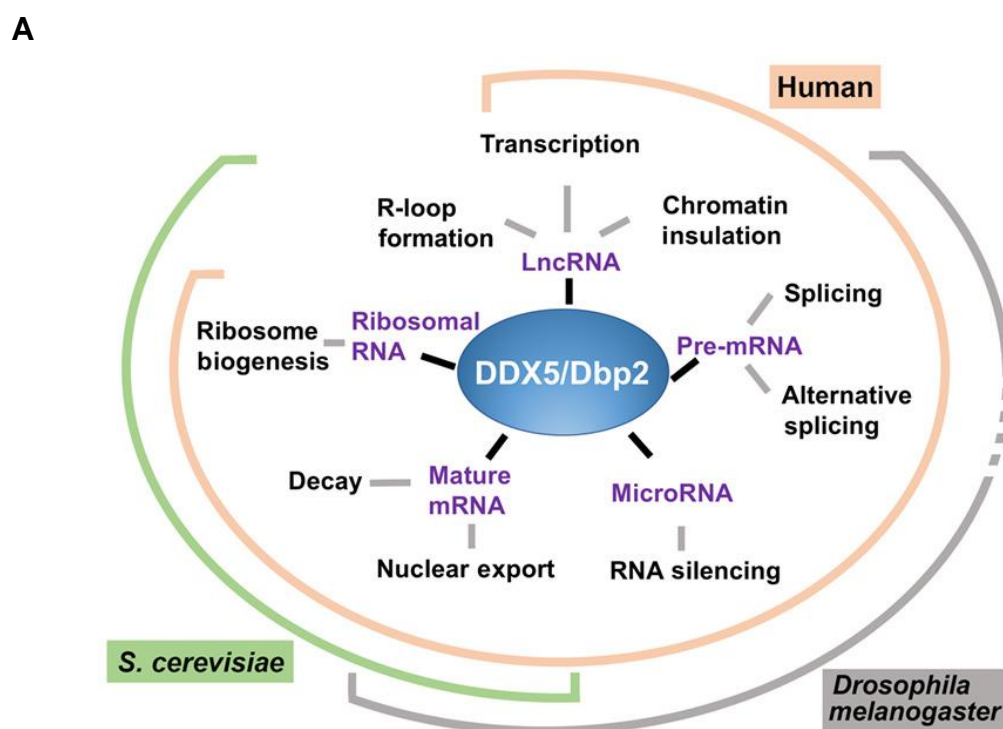 A
Human
Transcription
R-loop
formation
Chromatin
insulation
LncRNA
Splicing
Ribosome
biogenesis
Ribosomal
RNA
Pre-mRNA
DDX5/Dbp2
Alternative
splicing
Decay
Mature
mRNA
MicroRNA
Nuclear export
RNA silencing
S. cerevisiae
Drosophila
melanogaster